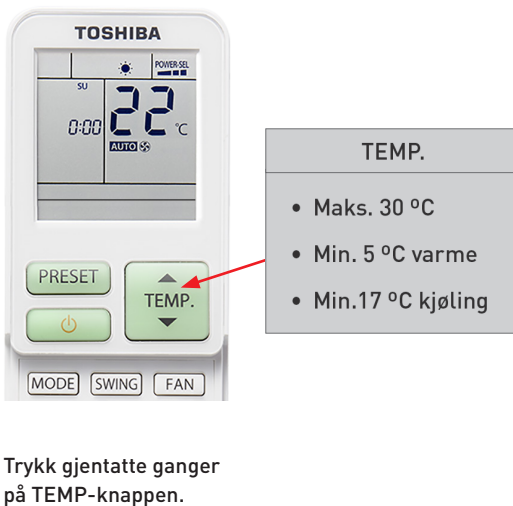 TOSHIBA
POWER-SEL
SU
0:00 22 °C
AUTO
PRESET
TEMP.
MODE SWING FAN
TEMP.
• Maks. 30 ºC
• Min. 5 ºC varme
• Min.17 ºC kjøling
Trykk gjentatte ganger
på TEMP-knappen.